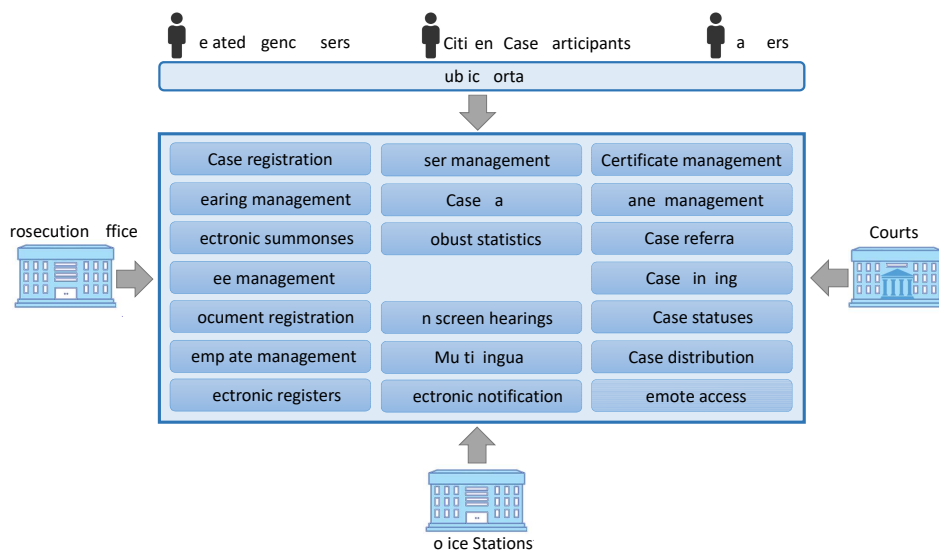 e ated genc sers
Citi en Case articipants
a ers
ub ic orta
Case registration
ser management
Certificate management
earing management
Case a
ane management
rosecution ffice
ectronic summonses
obust statistics
Case referra
Courts
ee management
Case in ing
ocument registration
n screen hearings
Case statuses
emp ate management
Mu ti ingua
Case distribution
ectronic registers
ectronic notification
emote access
o ice Stations